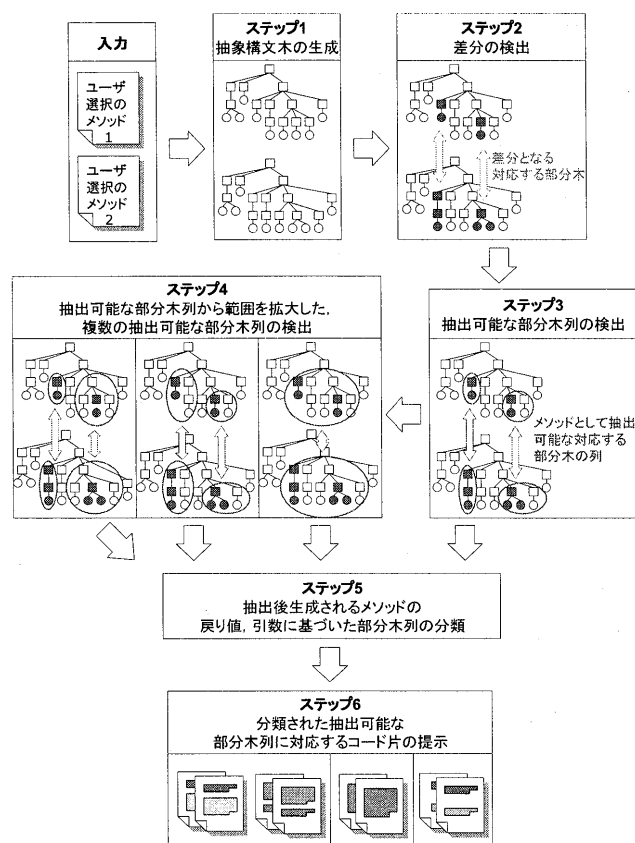 入力
ユーザ
選択の
メソッド
1
ユーザ
選択の
メソッド
2
ステップ1
抽象構文木の生成
ステップ2
差分の検出
差分となる
対応する部分木
ステップ3
抽出可能な部分木列の検出
メソッドとして抽出
可能な対応する
部分木の列
ステップ4
抽出可能な部分木列から範囲を拡大した,
複数の抽出可能な部分木列の検出
ステップ5
抽出後生成されるメソッドの
戻り値, 引数に基づいた部分木列の分類
ステップ6
分類された抽出可能な
部分木列に対応するコード片の提示